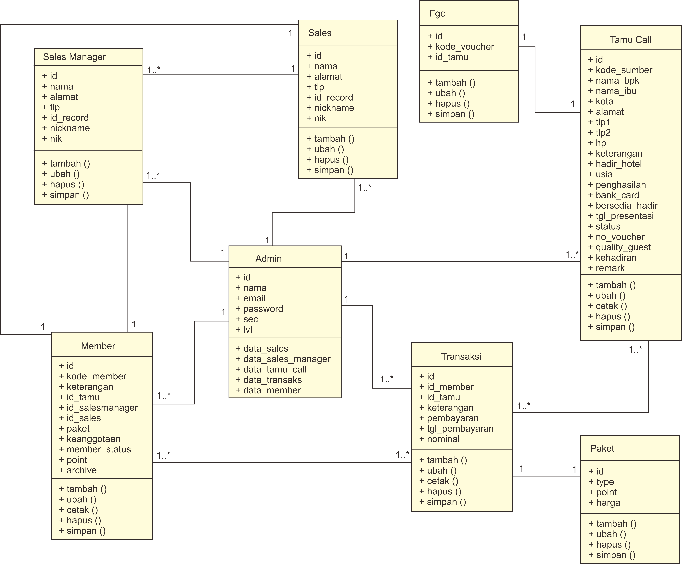 Sales
+ id
+ nama
+ alamat
+ tlp
+ id_record
+ nickname
+ nik
+ tambah ()
+ ubah ()
+ hapus ()
+ simpan ()
Sales Manager
+ id
+ nama
+ alamat
+ tlp
+ id_record
+ nickname
+ nik
+ tambah ()
+ ubah ()
+ hapus ()
+ simpan ()
+ id
+ kode_voucher
+ id_tamu
+ tambah ()
+ ubah ()
+ hapus ()
+ simpan ()
Tamu Call
+ id
+ kode_sumber
+ nama_bpk
+ nama_ibu
+ kota
+ alamat
+ tlp1
+ tlp2
+ hp
+ keterangan
+ hadir_hotel
+ usia
+ penghasilan
+ bank_card
+ bersedia_hadir
+ tgl_presentasi
+ status
+ no_voucher
+ quality_guest
+ kehadiran
+ remark
+ tambah ()
+ ubah ()
+ cetak ()
+ hapus ()
+ simpan ()
Admin
+ id
+ nama
+ email
+ password
+ lvl
+ data_sales
+ data_sales_manager
+ data_tamu_call
+ data_transaks
+ data_member
Member
+ id
+ kode_member
+ keterangan
+ id_tamu
+ id_salesmanager
+ id_sales
+ paket
+ keanggotaan
+ member_status
+ point
+ archive
+ tambah ()
+ ubah ()
+ cetak ()
+ hapus ()
+ simpan ()
Transaksi
+ id
+ id_member
+ id_tamu
+ keterangan
+ pembayaran
+ tgl_pembayaran
+ nominal
+ tambah ()
+ ubah ()
+ cetak ()
+ hapus ()
+ simpan ()
Paket
+ id
+ type
+ point
+ harga
+ tambah ()
+ ubah ()
+ hapus ()
+ simpan ()
1
1..*
1
1
1
1..*
1
1..*
1
1
1..*
1
1
1
1
1..*
1
1..*
1..*
1..*
1..*
1..*
1
1